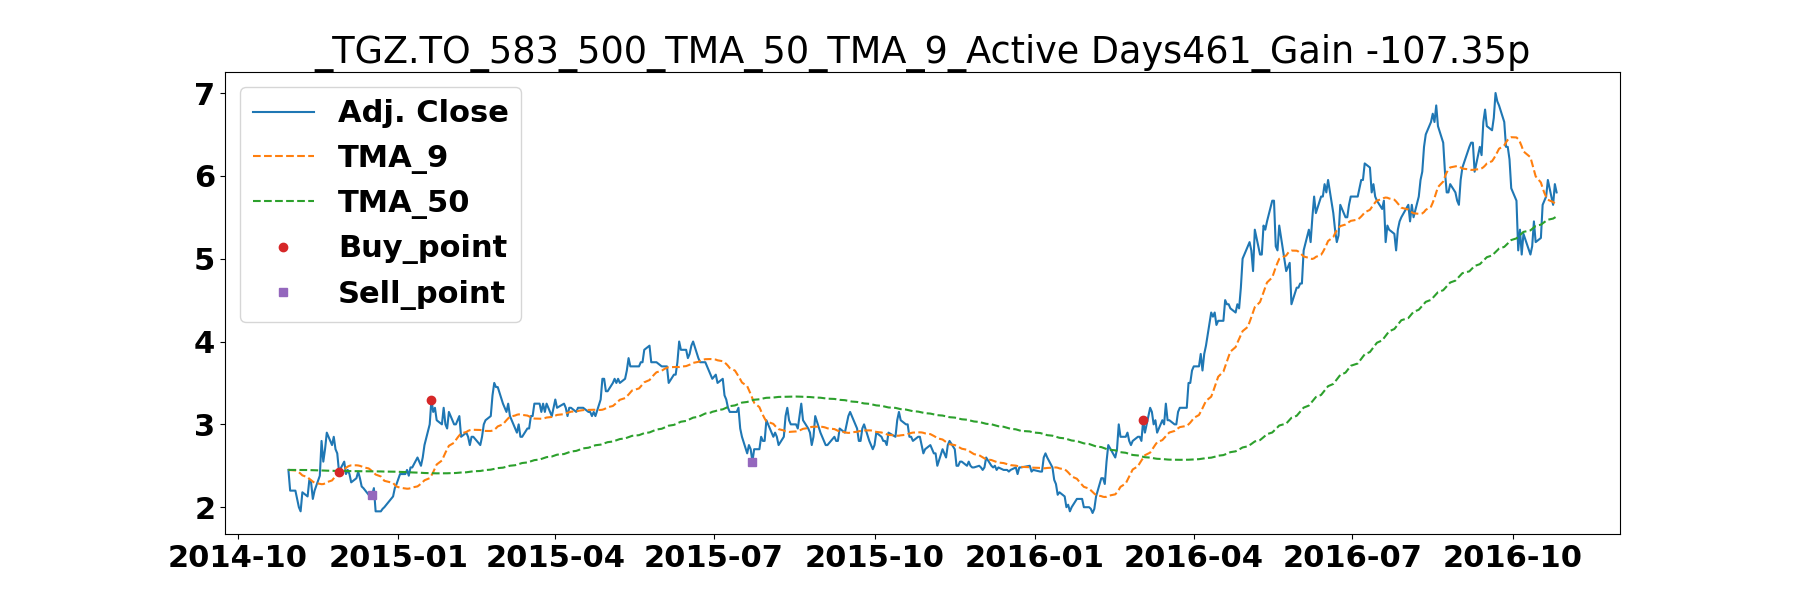 _TGZ.TO_583_500_TMA_50_TMA_9_Active Days461_Gain -107.35p
7
6
5
4
3
2
Adj. Close
TMA_9
TMA_50
Buy_point
Sell_point
2014-10 2015-01 2015-04 2015-07 2015-10 2016-01 2016-04 2016-07 2016-10